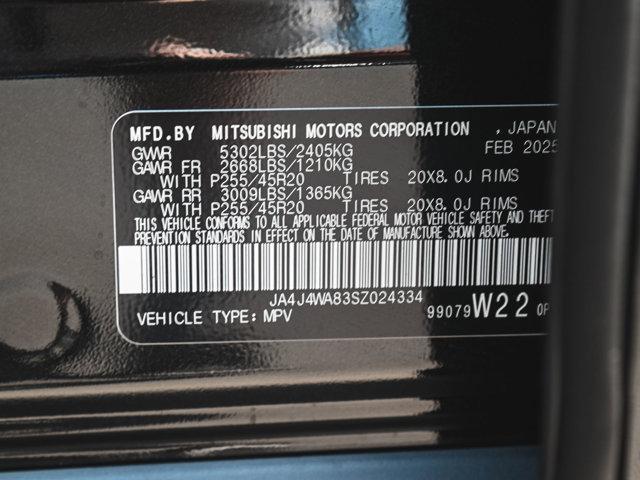 MFD.BY MITSUBISHI MOTORS CORPORATION , JAPAN
GVWR 5302LBS/2405KG FEB 2025
GAWR FR 2668LBS/1210KG
WITH P255/45R20 TIRES 20X8.0J RIMS
GAWR RR 3009LBS/1365KG
WITH P255/45R20 TIRES 20X8.0J RIMS
THIS VEHICLE CONFORMS TO ALL APPLICABLE FEDERAL MOTOR VEHICLE SAFETY AND THEFT
PREVENTION STANDARDS IN EFFECT ON THE DATE OF MANUFACTURE SHOWN ABOVE.
JA4J4WA83SZ024334
VEHICLE TYPE:MPV 99079 W22 0P